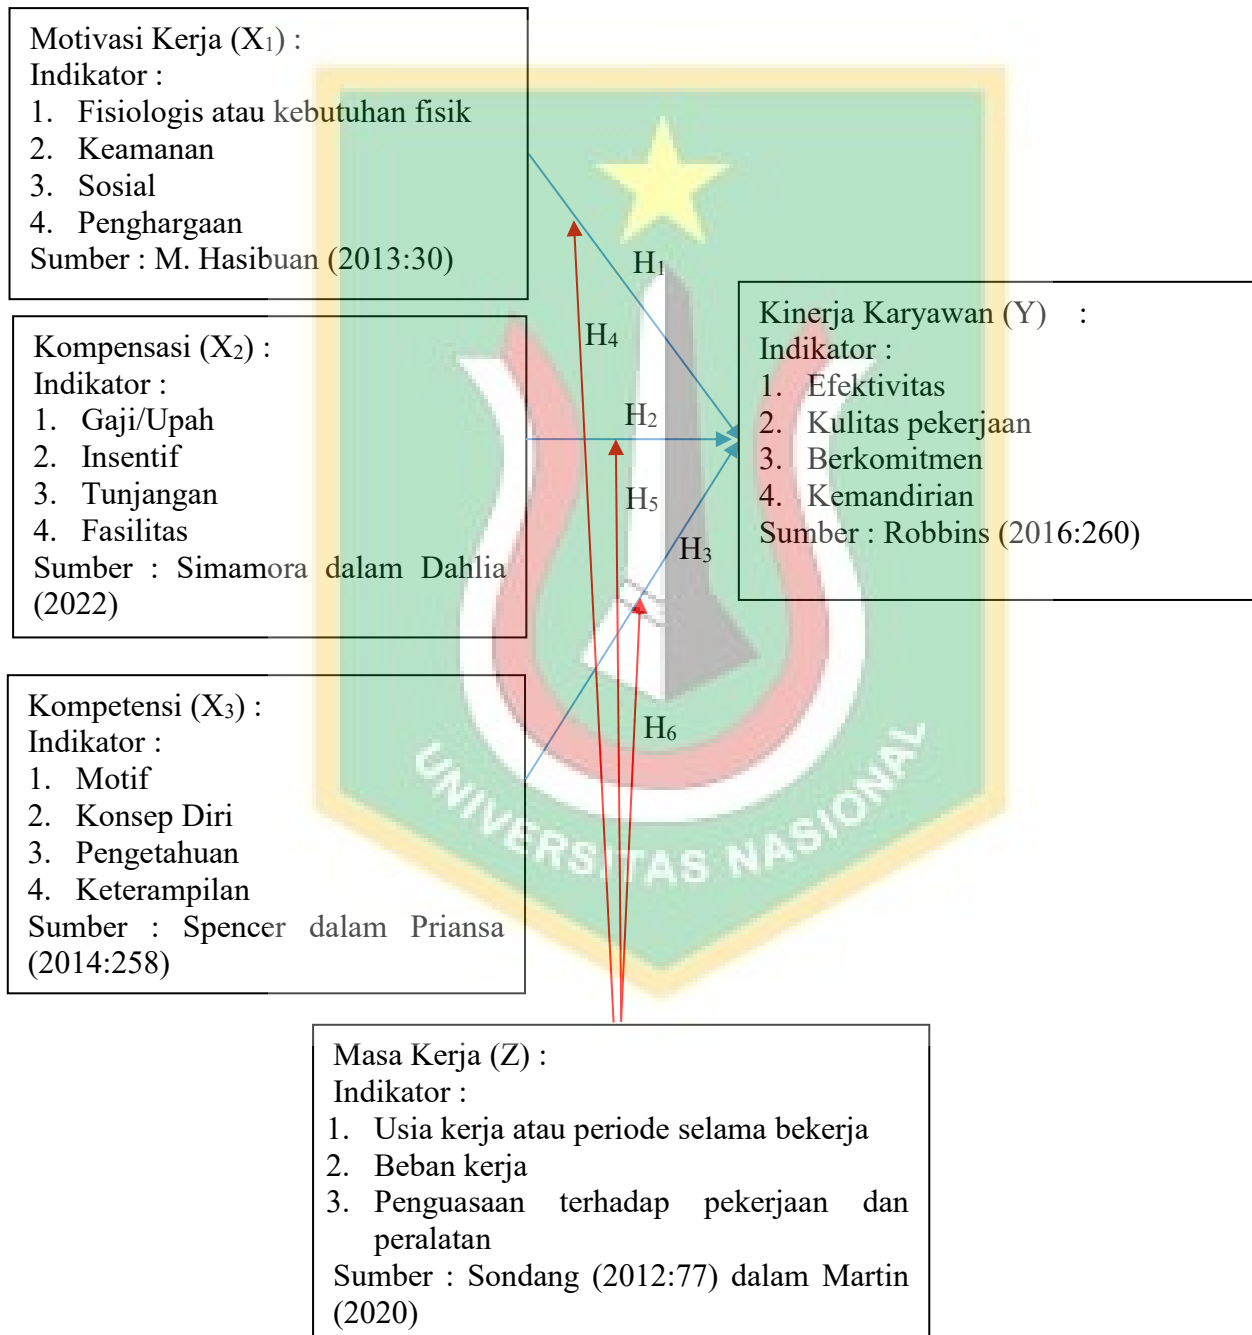 Motivasi Kerja (X₁) :
Indikator :
1. Fisiologis atau kebutuhan fisik
2. Keamanan
3. Sosial
4. Penghargaan
Sumber : M. Hasibuan (2013:30)
Kompensasi (X₂) :
Indikator :
1. Gaji/Upah
2. Insentif
3. Tunjangan
4. Fasilitas
Sumber : Simamora dalam Dahlia
(2022)
Kompetensi (X₃) :
Indikator :
1. Motif
2. Konsep Diri
3. Pengetahuan
4. Keterampilan
Sumber : Spencer dalam Priansa
(2014:258)
H₁
H₄
H₂
H₅
H₃
H₆
Kinerja Karyawan (Y) :
Indikator :
1. Efektivitas
2. Kulitas pekerjaan
3. Berkomitmen
4. Kemandirian
Sumber : Robbins (2016:260)
UNIVERSITAS NASIONAL
Masa Kerja (Z) :
Indikator :
1. Usia kerja atau periode selama bekerja
2. Beban kerja
3. Penguasaan terhadap pekerjaan dan
peralatan
Sumber : Sondang (2012:77) dalam Martin
(2020)